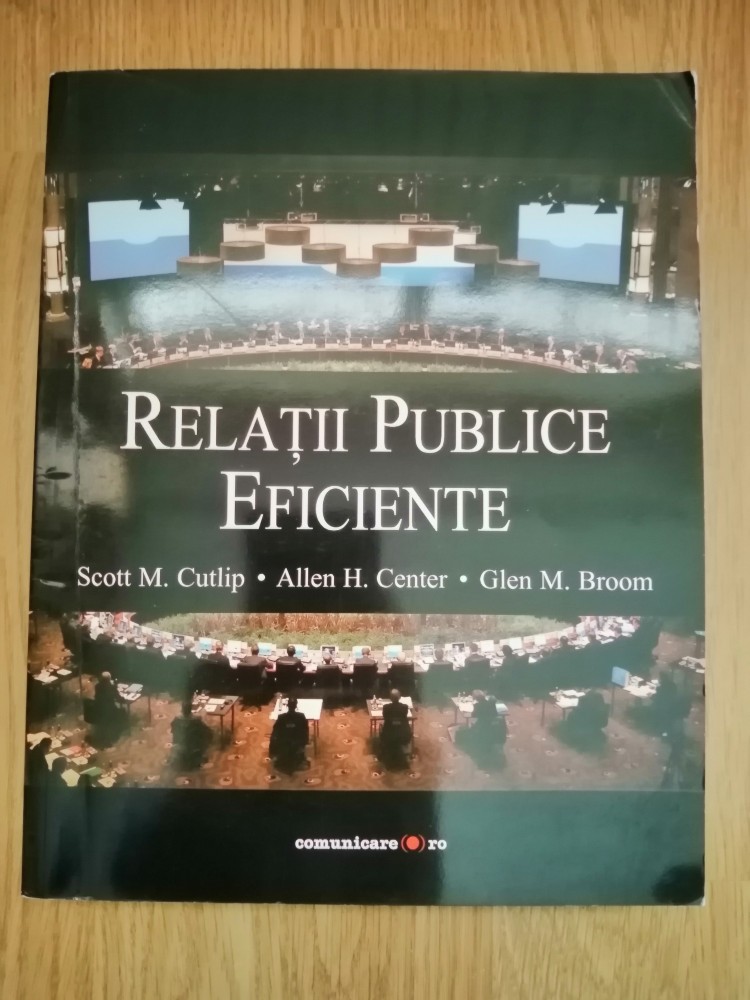 RELAȚII PUBLICE
EFICIENTE
Scott M. Cutlip • Allen H. Center • Glen M. Broom
comunicare(•)ro